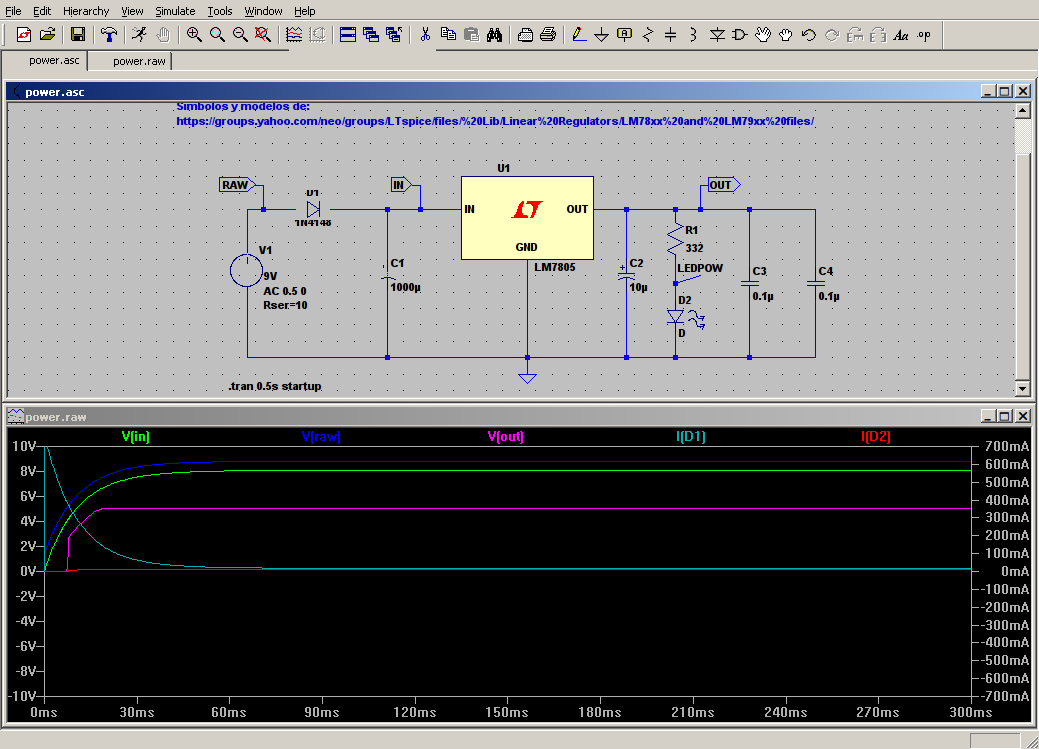 File Edit Hierarchy View Simulate Tools Window Help
Aa .op
power.asc power.raw
power.asc
Simbolos y modelos de:
https://groups.yahoo.com/neo/groups/LTspice/files/%20Lib/Linear%20Regulators/LM78xx%20and%20LM79xx%20files/
U1
RAW D1 IN OUT
1N4148
IN OUT
GND
LM7805
V1
9V
AC 0.5 0
Rser=10
C1
1000µ
C2
10µ
R1
332
LEDPOW
D2
D
C3
0.1µ
C4
0.1µ
.tran 0.5s startup
power.raw
V(in) V(raw) V(out) I(D1) I(D2)
10V 700mA
8V 600mA
500mA
6V 400mA
4V 300mA
2V 200mA
100mA
0V 0mA
-100mA
-2V -200mA
-4V -300mA
-6V -400mA
-500mA
-8V -600mA
-10V -700mA
0ms 30ms 60ms 90ms 120ms 150ms 180ms 210ms 240ms 270ms 300ms